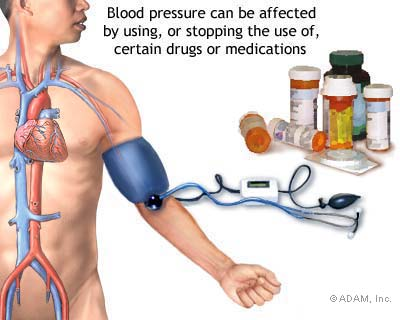 Blood pressure can be affected
by using, or stopping the use of,
certain drugs or medications
©ADAM, Inc.